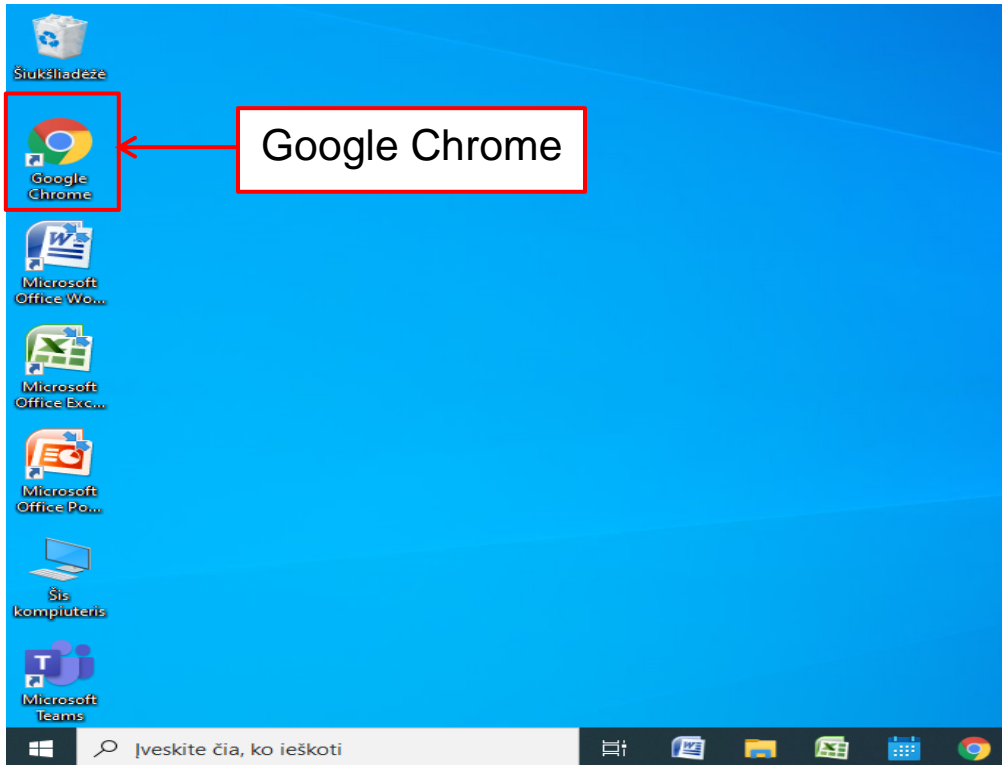 Šiukšliadėžė
Google Chrome
Google
Chrome
Microsoft
Office Wo...
Microsoft
Office Exc...
Microsoft
Office Po...
Šis
kompiuteris
Microsoft
Teams
Įveskite čia, ko ieškoti